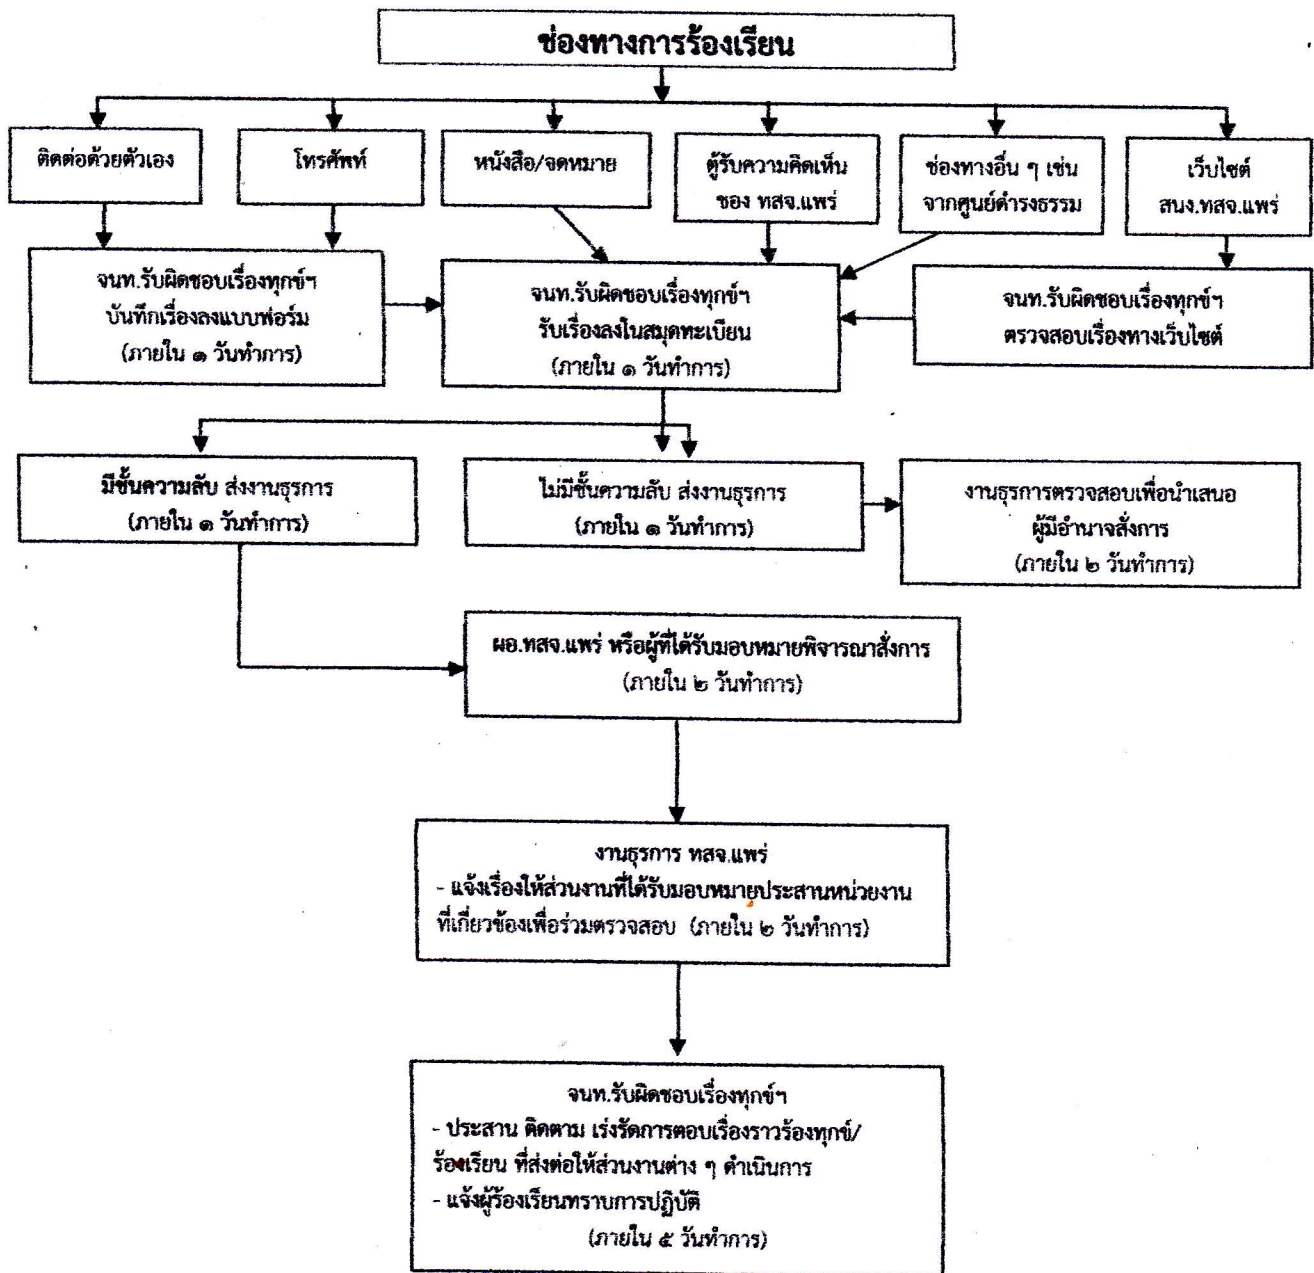 ช่องทางการร้องเรียน
ติดต่อด้วยตัวเอง
โทรศัพท์
หนังสือ/จดหมาย
ตู้รับความคิดเห็น
ของ ทสจ.แพร่
ช่องทางอื่น ๆ เช่น
จากศูนย์ดำรงธรรม
เว็บไซต์
สนง.ทสจ.แพร่
จนท.รับผิดชอบเรื่องทุกข์ฯ
บันทึกเรื่องลงแบบฟอร์ม
(ภายใน ๑ วันทำการ)
จนท.รับผิดชอบเรื่องทุกข์ฯ
รับเรื่องลงในสมุดทะเบียน
(ภายใน ๑ วันทำการ)
จนท.รับผิดชอบเรื่องทุกข์ฯ
ตรวจสอบเรื่องทางเว็บไซต์
มีชั้นความลับ ส่งงานธุรการ
(ภายใน ๑ วันทำการ)
ไม่มีชั้นความลับ ส่งงานธุรการ
(ภายใน ๑ วันทำการ)
งานธุรการตรวจสอบเพื่อนำเสนอ
ผู้มีอำนาจสั่งการ
(ภายใน ๒ วันทำการ)
ผอ.ทสจ.แพร่ หรือผู้ที่ได้รับมอบหมายพิจารณาสั่งการ
(ภายใน ๒ วันทำการ)
งานธุรการ ทสจ.แพร่
- แจ้งเรื่องให้ส่วนงานที่ได้รับมอบหมายประสานหน่วยงาน
ที่เกี่ยวข้องเพื่อร่วมตรวจสอบ (ภายใน ๒ วันทำการ)
จนท.รับผิดชอบเรื่องทุกข์ฯ
- ประสาน ติดตาม เร่งรัดการตอบเรื่องราวร้องทุกข์/
ร้องเรียน ที่ส่งต่อให้ส่วนงานต่าง ๆ ดำเนินการ
- แจ้งผู้ร้องเรียนทราบการปฏิบัติ
(ภายใน ๕ วันทำการ)